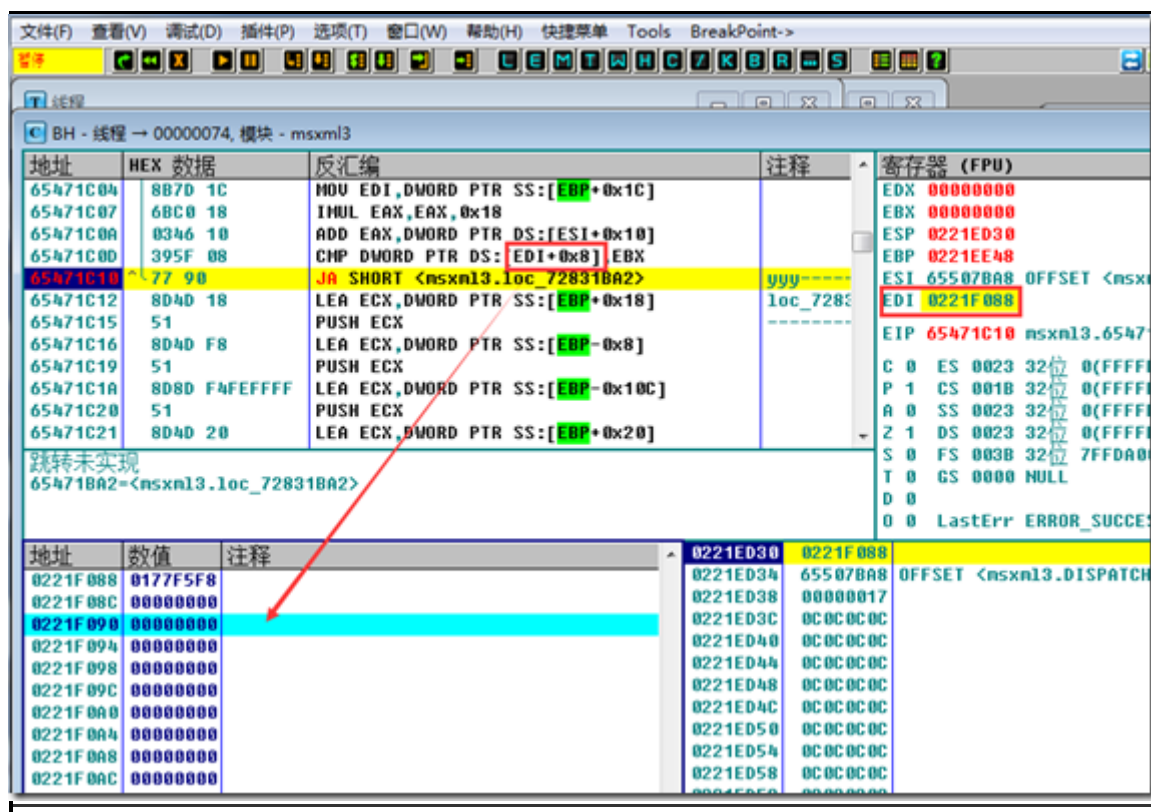 文件(F) 查看(V) 调试(D) 插件(P) 选项(T) 窗口(W) 帮助(H) 快捷菜单 Tools BreakPoint->
暂停 L E M T W H C / K B R ... S
T 线程
C BH - 线程 → 00000074, 模块 - msxml3
地址 HEX 数据 反汇编 注释
65471C04 8B7D 1C MOV EDI,DWORD PTR SS:[EBP+0x1C]
65471C07 6BC0 18 IMUL EAX,EAX,0x18
65471C0A 0346 10 ADD EAX,DWORD PTR DS:[ESI+0x10]
65471C0D 395F 08 CMP DWORD PTR DS:[EDI+0x8],EBX
65471C10 ^ 77 90 JA SHORT <msxml3.loc_72831BA2> yyy-----
65471C12 8D4D 18 LEA ECX,DWORD PTR SS:[EBP+0x18] loc_7283
65471C15 51 PUSH ECX --------
65471C16 8D4D F8 LEA ECX,DWORD PTR SS:[EBP-0x8]
65471C19 51 PUSH ECX
65471C1A 8D8D F4FEFFFF LEA ECX,DWORD PTR SS:[EBP-0x10C]
65471C20 51 PUSH ECX
65471C21 8D4D 20 LEA ECX,DWORD PTR SS:[EBP+0x20]
跳转未实现
65471BA2=<msxml3.loc_72831BA2>
寄存器 (FPU)
EDX 00000000
EBX 00000000
ESP 0221ED30
EBP 0221EE48
ESI 65507BA8 OFFSET <msxm
EDI 0221F088
EIP 65471C10 msxml3.6547
C 0 ES 0023 32位 0(FFFF
P 1 CS 001B 32位 0(FFFF
A 0 SS 0023 32位 0(FFFF
Z 1 DS 0023 32位 0(FFFF
S 0 FS 003B 32位 7FFDA0
T 0 GS 0000 NULL
D 0
O 0 LastErr ERROR_SUCCE
地址 数值 注释
0221F088 0177F5F8
0221F08C 00000000
0221F090 00000000
0221F094 00000000
0221F098 00000000
0221F09C 00000000
0221F0A0 00000000
0221F0A4 00000000
0221F0A8 00000000
0221F0AC 00000000
0221ED30 0221F088
0221ED34 65507BA8 OFFSET <msxml3.DISPATCH
0221ED38 00000017
0221ED3C 0C0C0C0C
0221ED40 0C0C0C0C
0221ED44 0C0C0C0C
0221ED48 0C0C0C0C
0221ED4C 0C0C0C0C
0221ED50 0C0C0C0C
0221ED54 0C0C0C0C
0221ED58 0C0C0C0C